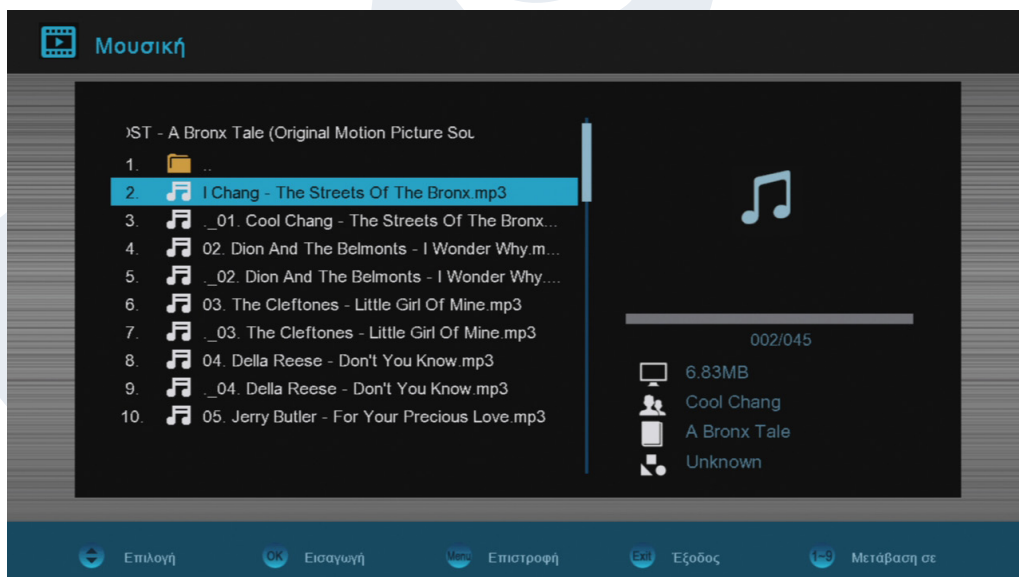 Μουσική
OST - A Bronx Tale (Original Motion Picture Sou
1. ..
2. l Chang - The Streets Of The Bronx.mp3
3. ._01. Cool Chang - The Streets Of The Bronx...
4. 02. Dion And The Belmonts - I Wonder Why.m...
5. ._02. Dion And The Belmonts - I Wonder Why....
6. 03. The Cleftones - Little Girl Of Mine.mp3
7. ._03. The Cleftones - Little Girl Of Mine.mp3
8. 04. Della Reese - Don't You Know.mp3
9. ._04. Della Reese - Don't You Know.mp3
10. 05. Jerry Butler - For Your Precious Love.mp3
002/045
6.83MB
Cool Chang
A Bronx Tale
Unknown
Επιλογή
OK Εισαγωγή
Menu Επιστροφή
Exit Έξοδος
1-9 Μετάβαση σε